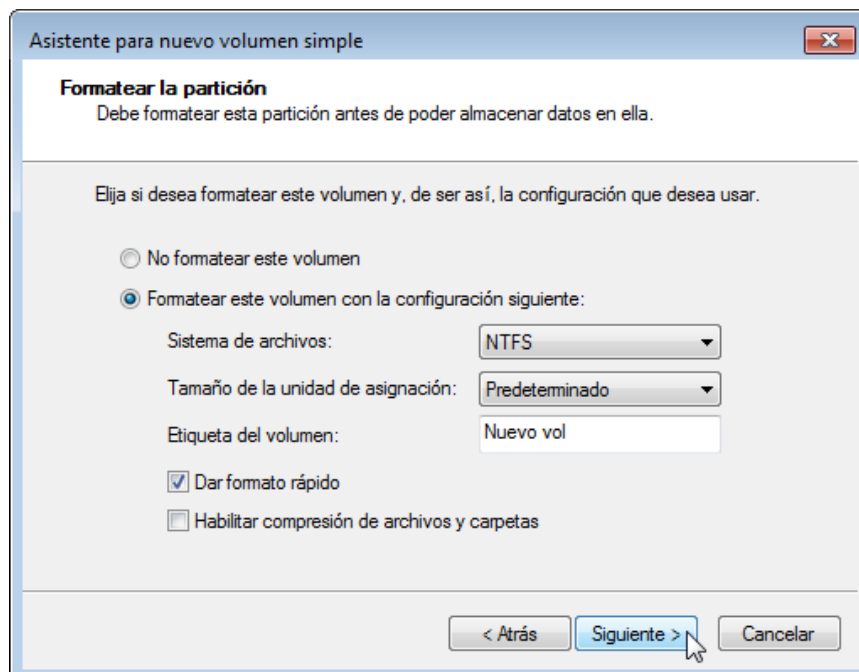 Asistente para nuevo volumen simple
Formatear la partición
Debe formatear esta partición antes de poder almacenar datos en ella.
Elija si desea formatear este volumen y, de ser así, la configuración que desea usar.
No formatear este volumen
Formatear este volumen con la configuración siguiente:
Sistema de archivos: NTFS
Tamaño de la unidad de asignación: Predeterminado
Etiqueta del volumen: Nuevo vol
Dar formato rápido
Habilitar compresión de archivos y carpetas
< Atrás Siguiente > Cancelar